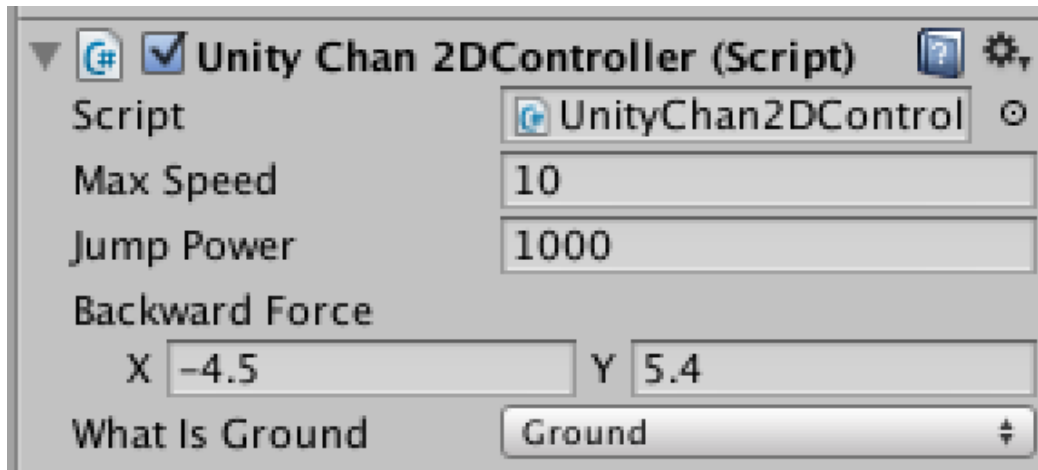 Unity Chan 2DController (Script)
Script UnityChan2DControl
Max Speed 10
Jump Power 1000
Backward Force
X -4.5 Y 5.4
What Is Ground Ground